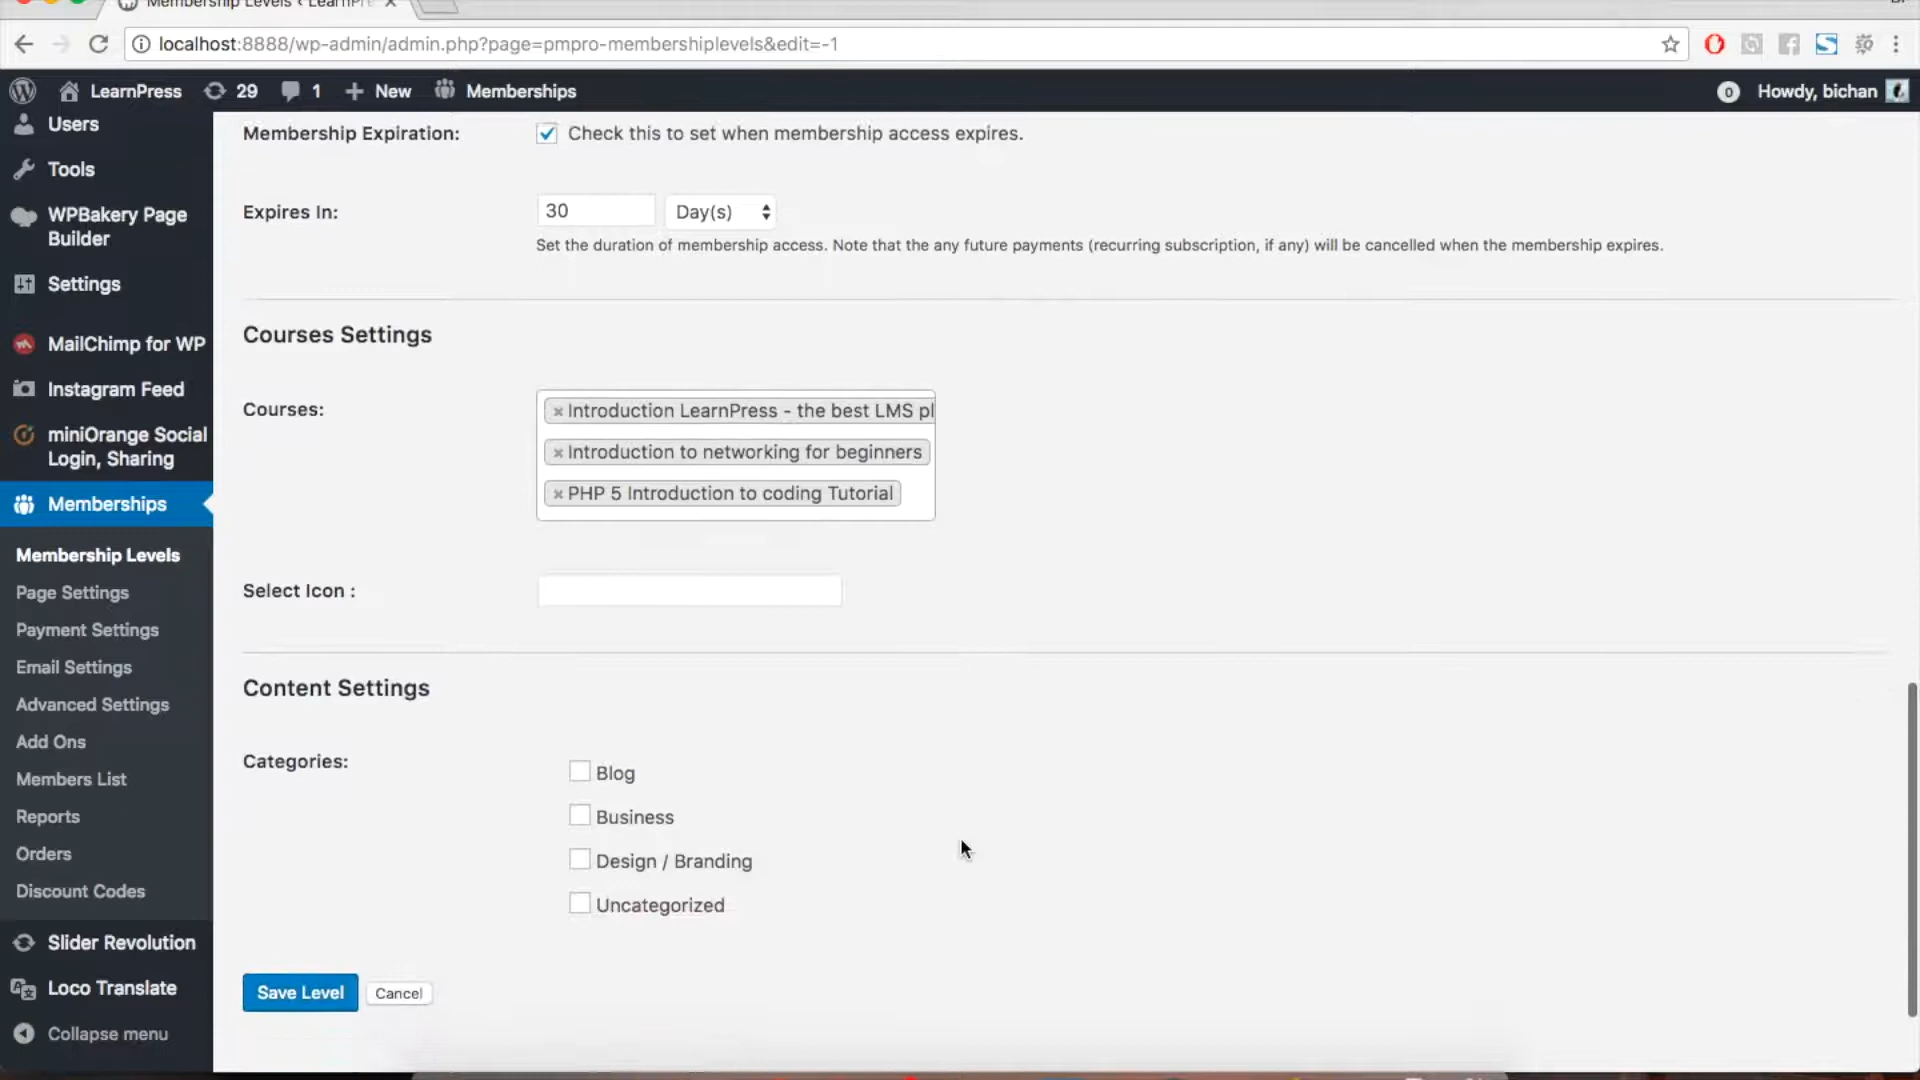 Membership Levels ‹ LearnPre
localhost:8888/wp-admin/admin.php?page=pmpro-membershiplevels&edit=-1
LearnPress 29 1 + New Memberships 0 Howdy, bichan
Users
Tools
WPBakery Page
Builder
Settings
MailChimp for WP
Instagram Feed
miniOrange Social
Login, Sharing
Memberships
Membership Levels
Page Settings
Payment Settings
Email Settings
Advanced Settings
Add Ons
Members List
Reports
Orders
Discount Codes
Slider Revolution
Loco Translate
Collapse menu
Membership Expiration: Check this to set when membership access expires.
Expires In: 30 Day(s)
Set the duration of membership access. Note that the any future payments (recurring subscription, if any) will be cancelled when the membership expires.
Courses Settings
Courses: × Introduction LearnPress - the best LMS pl
× Introduction to networking for beginners
× PHP 5 Introduction to coding Tutorial
Select Icon :
Content Settings
Categories:
Blog
Business
Design / Branding
Uncategorized
Save Level Cancel